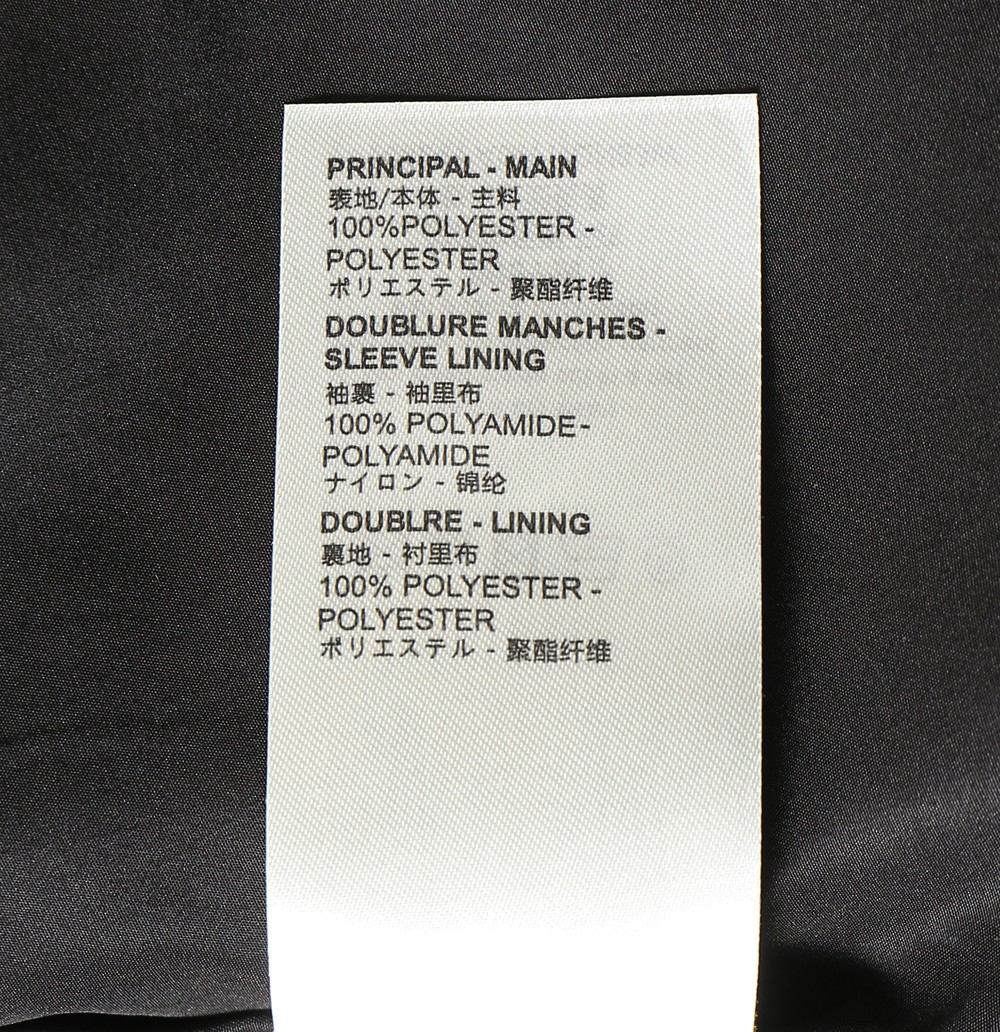 PRINCIPAL - MAIN
表地/本体 - 主料
100%POLYESTER -
POLYESTER
ポリエステル - 聚酯纤维
DOUBLURE MANCHES -
SLEEVE LINING
袖裏 - 袖里布
100% POLYAMIDE-
POLYAMIDE
ナイロン - 锦纶
DOUBLRE - LINING
裏地 - 衬里布
100% POLYESTER -
POLYESTER
ポリエステル - 聚酯纤维